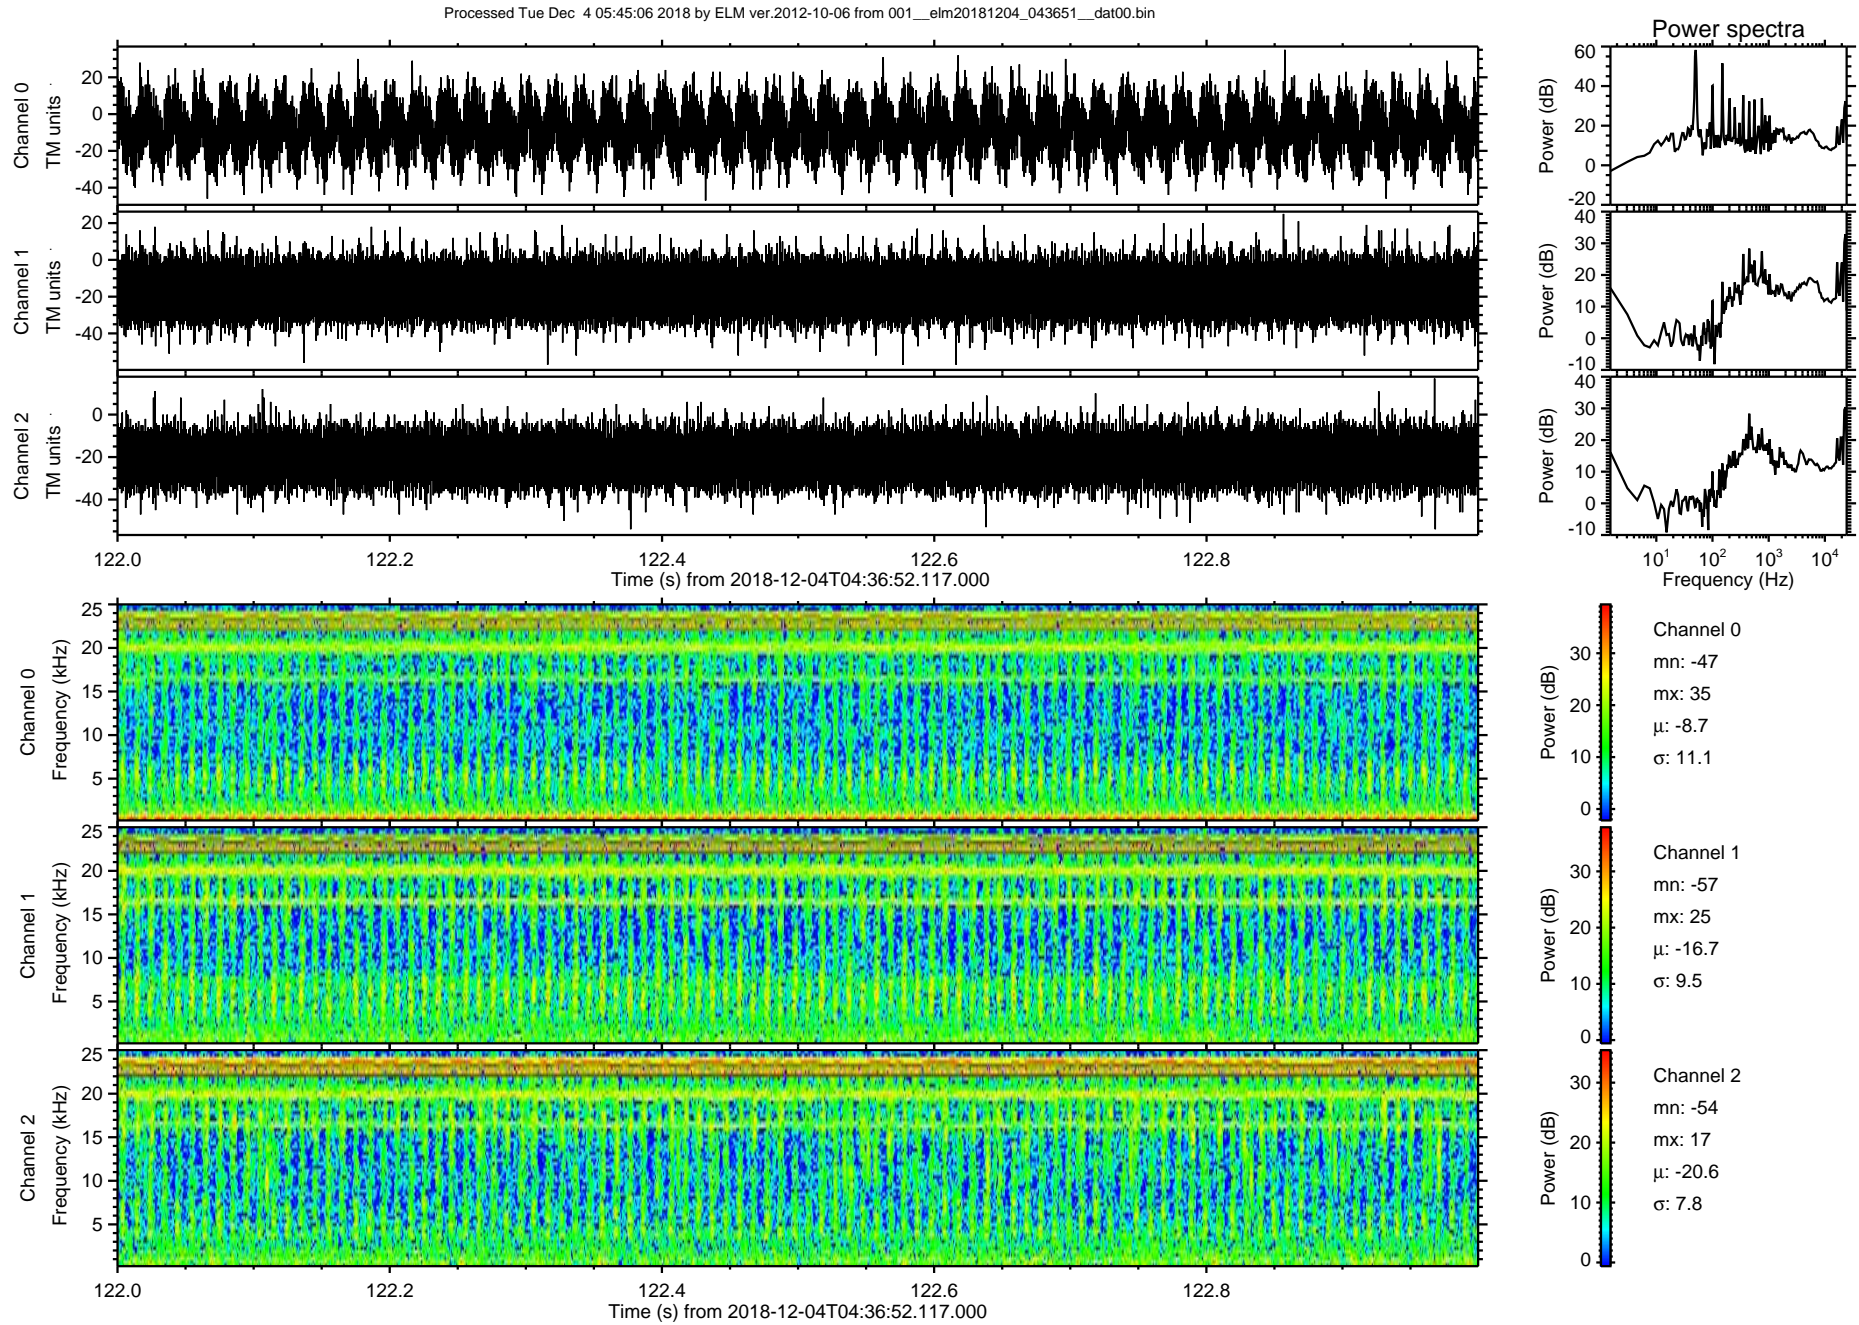 Processed Tue Dec  4 05:45:06 2018 by ELM ver.2012-10-06 from 001__elm20181204_043651__dat00.bin
Power spectra
Channel 0
TM units
20
0
-20
-40
Power (dB)
60
40
20
0
-20
Channel 1
TM units
20
0
-20
-40
Power (dB)
40
30
20
10
0
-10
Channel 2
TM units
0
-20
-40
Power (dB)
40
30
20
10
0
-10
122.0 122.2 122.4 122.6 122.8
Time (s) from 2018-12-04T04:36:52.117.000
10^1 10^2 10^3 10^4
Frequency (Hz)
Channel 0
Frequency (kHz)
25
20
15
10
5
Power (dB)
30
20
10
0
Channel 0
mn: -47
mx: 35
μ: -8.7
σ: 11.1
Channel 1
Frequency (kHz)
25
20
15
10
5
Power (dB)
30
20
10
0
Channel 1
mn: -57
mx: 25
μ: -16.7
σ: 9.5
Channel 2
Frequency (kHz)
25
20
15
10
5
Power (dB)
30
20
10
0
Channel 2
mn: -54
mx: 17
μ: -20.6
σ: 7.8
122.0 122.2 122.4 122.6 122.8
Time (s) from 2018-12-04T04:36:52.117.000